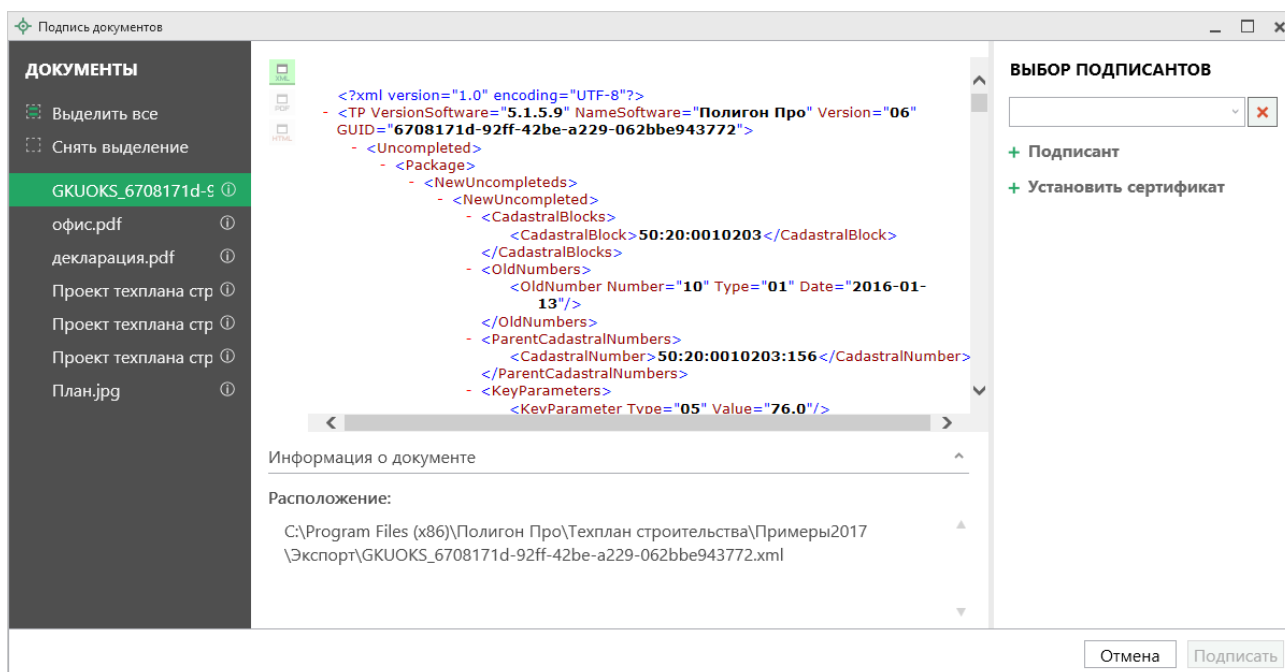 Подпись документов
ДОКУМЕНТЫ
Выделить все
Снять выделение
GKUOKS_6708171d-9
офис.pdf
декларация.pdf
Проект техплана стр
Проект техплана стр
Проект техплана стр
План.jpg
XML
PDF
HTML
<?xml version="1.0" encoding="UTF-8"?>
- <TP VersionSoftware="5.1.5.9" NameSoftware="Полигон Про" Version="06"
GUID="6708171d-92ff-42be-a229-062bbe943772">
- <Uncompleted>
- <Package>
- <NewUncompleteds>
- <NewUncompleted>
- <CadastralBlocks>
<CadastralBlock>50:20:0010203</CadastralBlock>
</CadastralBlocks>
- <OldNumbers>
<OldNumber Number="10" Type="01" Date="2016-01-
13"/>
</OldNumbers>
- <ParentCadastralNumbers>
<CadastralNumber>50:20:0010203:156</CadastralNumber>
</ParentCadastralNumbers>
- <KeyParameters>
<KeyParameter Type="05" Value="76.0"/>
Информация о документе
Расположение:
C:\Program Files (x86)\Полигон Про\Техплан строительства\Примеры2017
\Экспорт\GKUOKS_6708171d-92ff-42be-a229-062bbe943772.xml
ВЫБОР ПОДПИСАНТОВ
+ Подписант
+ Установить сертификат
Отмена
Подписать